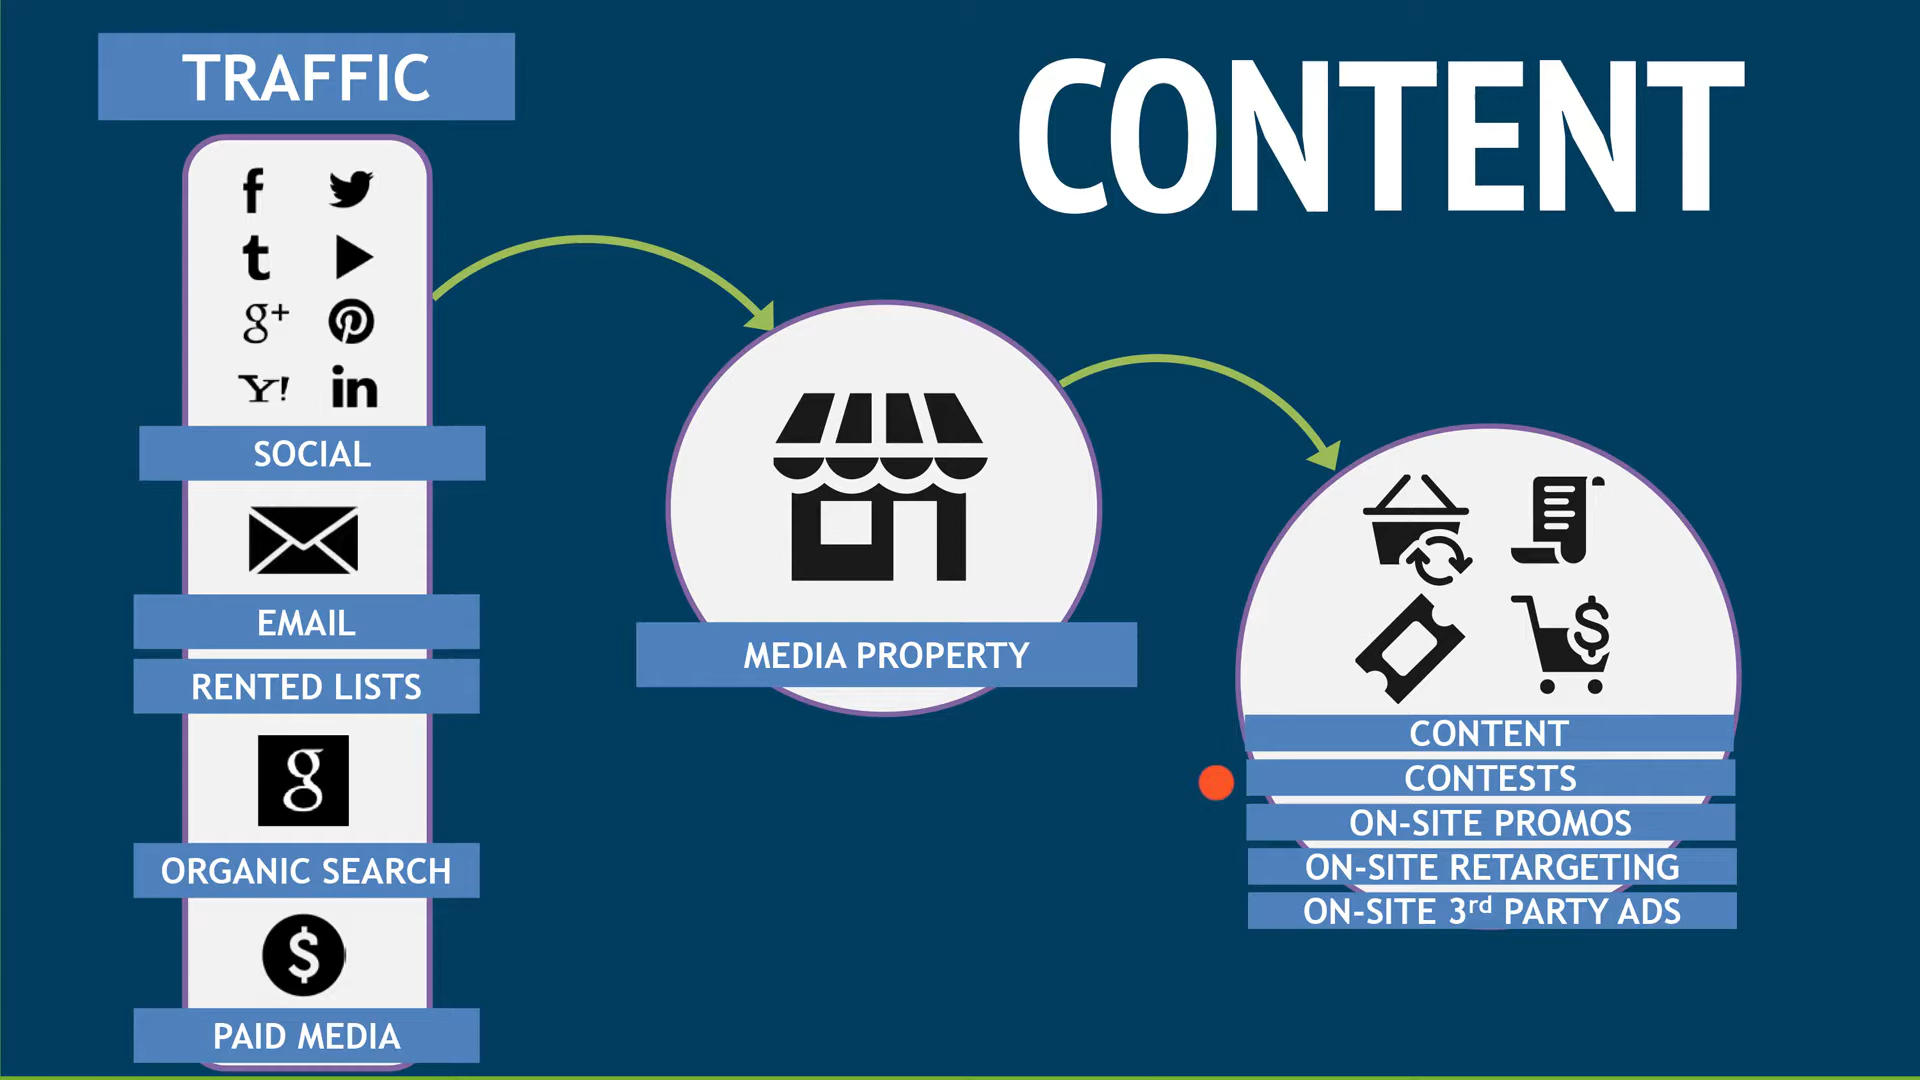 TRAFFIC
CONTENT
f
t
g+
Y!
in
SOCIAL
EMAIL
RENTED LISTS
g
ORGANIC SEARCH
$
PAID MEDIA
MEDIA PROPERTY
$
CONTENT
CONTESTS
ON-SITE PROMOS
ON-SITE RETARGETING
ON-SITE 3rd PARTY ADS